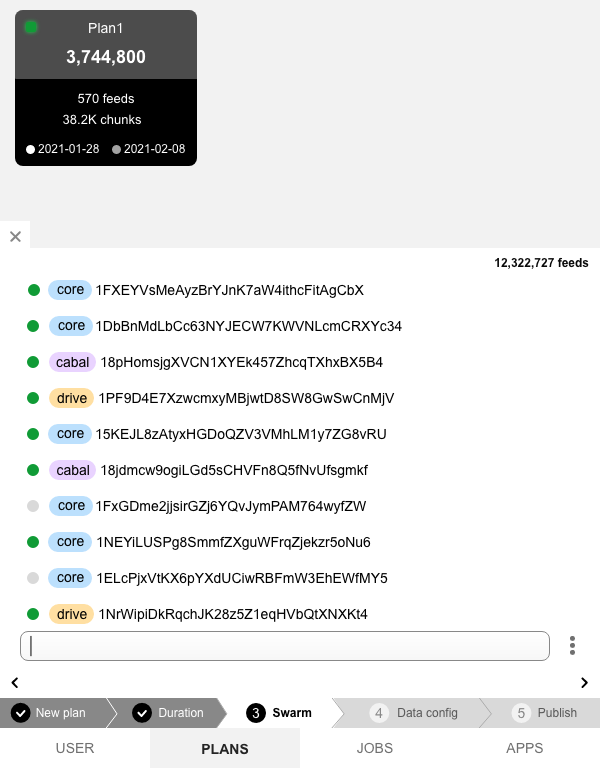 Plan1
3,744,800
570 feeds
38.2K chunks
2021-01-28 2021-02-08
12,322,727 feeds
core 1FXEYVsMeAyzBrYJnK7aW4ithcFitAgCbX
core 1DbBnMdLbCc63NYJECW7KWVNLcmCRXYc34
cabal 18pHomsjgXVCN1XYEk457ZhcqTXhxBX5B4
drive 1PF9D4E7XzwcmxyMBjwtD8SW8GwSwCnMjV
core 15KEJL8zAtyxHGDoQZV3VMhLM1y7ZG8vRU
cabal 18jdmcw9ogiLGd5sCHVFn8Q5fNvUfsgmkf
core 1FxGDme2jjsirGZj6YQvJymPAM764wyfZW
core 1NEYiLUSPg8SmmfZXguWFrqZjekzr5oNu6
core 1ELcPjxVtKX6pYXdUCiwRBFmW3EhEWfMY5
drive 1NrWipiDkRqchJK28z5Z1eqHVbQtXNXKt4
New plan Duration 3 Swarm 4 Data config 5 Publish
USER PLANS JOBS APPS